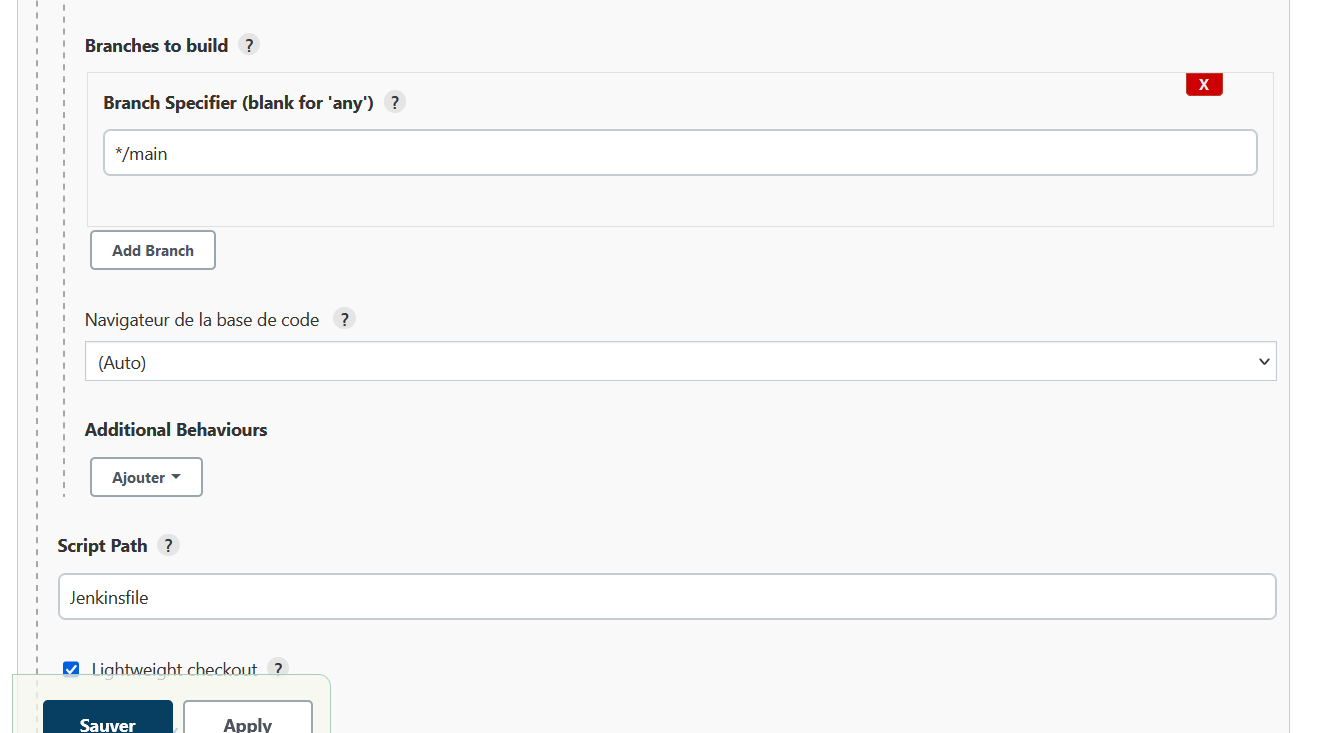 Branches to build ?
X
Branch Specifier (blank for 'any') ?
*/main
Add Branch
Navigateur de la base de code ?
(Auto)
Additional Behaviours
Ajouter
Script Path ?
Jenkinsfile
Lightweight checkout ?
Sauver
Apply